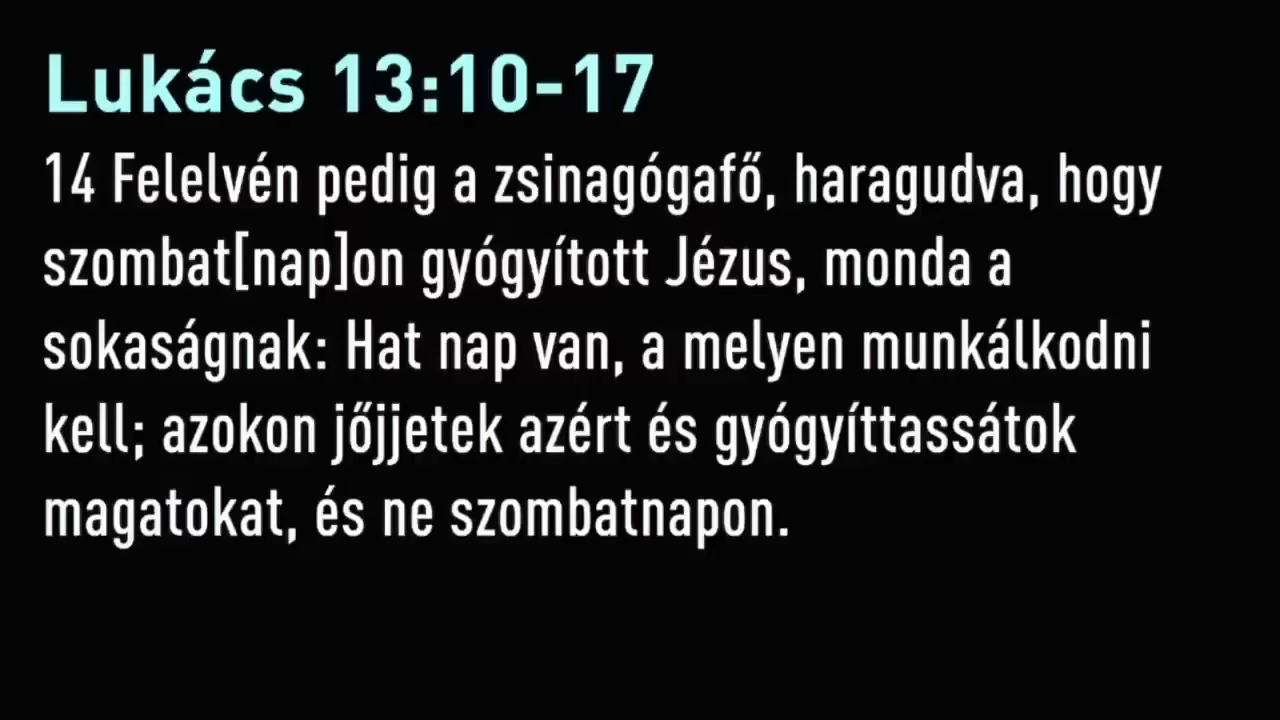 Lukács 13:10-17
14 Felelvén pedig a zsinagógafő, haragudva, hogy
szombat[nap]on gyógyított Jézus, monda a
sokaságnak: Hat nap van, a melyen munkálkodni
kell; azokon jőjjetek azért és gyógyíttassátok
magatokat, és ne szombatnapon.